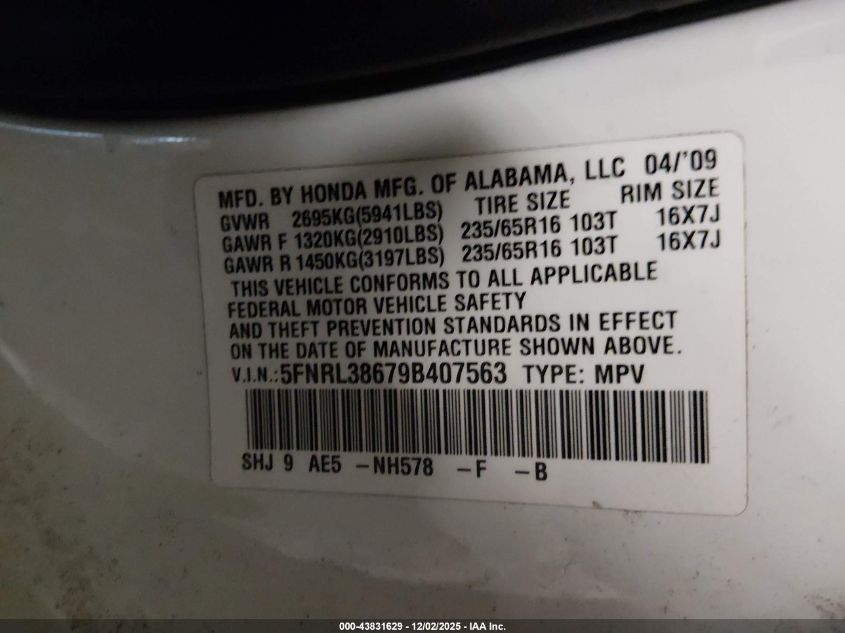 MFD. BY HONDA MFG. OF ALABAMA, LLC 04/'09
GVWR 2695KG(5941LBS) TIRE SIZE RIM SIZE
GAWR F 1320KG(2910LBS) 235/65R16 103T 16X7J
GAWR R 1450KG(3197LBS) 235/65R16 103T 16X7J
THIS VEHICLE CONFORMS TO ALL APPLICABLE
FEDERAL MOTOR VEHICLE SAFETY
AND THEFT PREVENTION STANDARDS IN EFFECT
ON THE DATE OF MANUFACTURE SHOWN ABOVE.
V.I.N.:5FNRL38679B407563 TYPE: MPV
SHJ 9 AE5 -NH578 -F -B
000-43831629 - 12/02/2025 - IAA Inc.